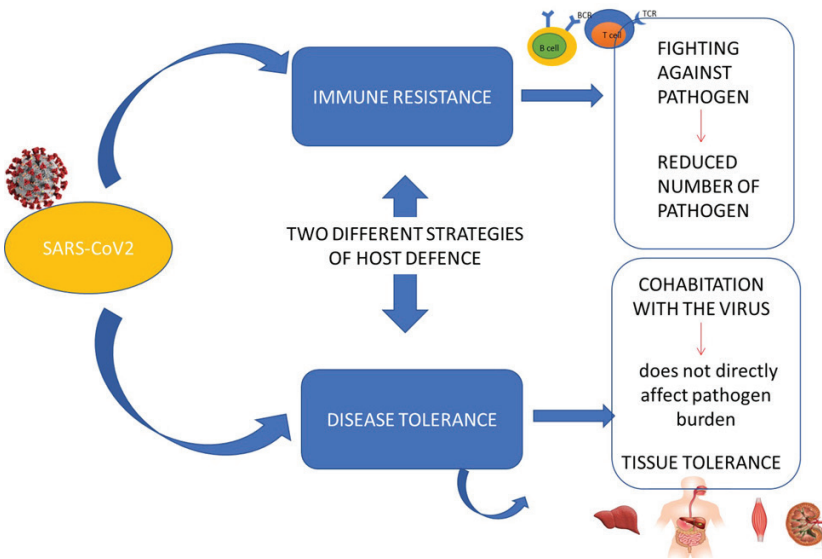 BCR
TCR
B cell
T cell
FIGHTING
AGAINST
PATHOGEN
IMMUNE RESISTANCE
REDUCED
NUMBER OF
PATHOGEN
SARS-CoV2
TWO DIFFERENT STRATEGIES
OF HOST DEFENCE
COHABITATION
WITH THE VIRUS
does not directly
affect pathogen
burden
DISEASE TOLERANCE
TISSUE TOLERANCE